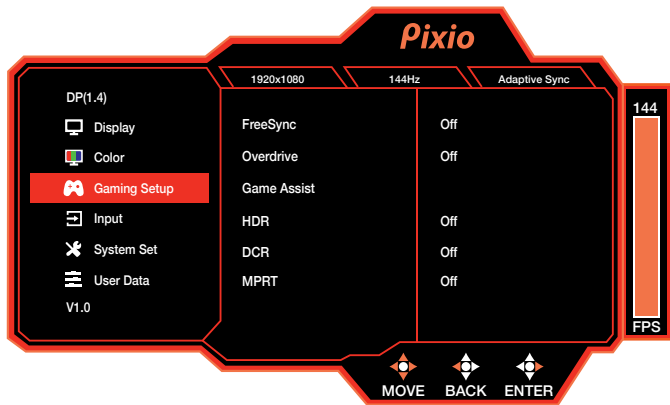 Pixio
1920x1080 144Hz Adaptive Sync
DP(1.4)
Display
Color
Gaming Setup
Input
System Set
User Data
V1.0
FreeSync Off
Overdrive Off
Game Assist
HDR Off
DCR Off
MPRT Off
144
FPS
MOVE BACK ENTER